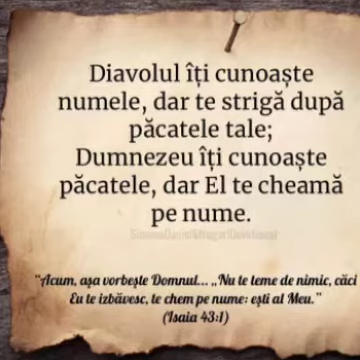 Diavolul îți cunoaște
numele, dar te strigă după
păcatele tale;
Dumnezeu îți cunoaște
păcatele, dar El te cheamă
pe nume.
"Acum, așa vorbește Domnul... „Nu te teme de nimic, căci
Eu te izbăvesc, te chem pe nume: ești al Meu."
(Isaia 43:1)